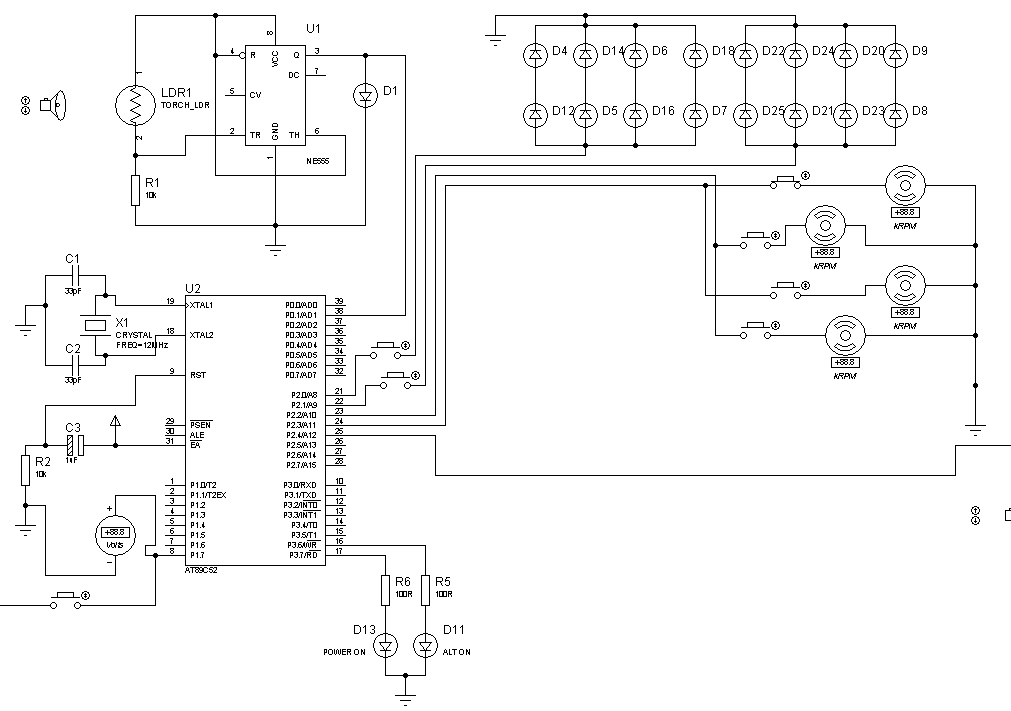 U1
8
VCC
4
R
Q
3
DC
7
5
CV
2
TR
GND
TH
6
1
NE555
1
LDR1
TORCH_LDR
2
R1
10k
D1
D4
D14
D6
D18
D22
D24
D20
D9
D12
D5
D16
D7
D25
D21
D23
D8
+88.8
kRPM
+88.8
kRPM
+88.8
kRPM
+88.8
kRPM
C1
33pF
X1
CRYSTAL
FREQ=12MHz
C2
33pF
C3
1uF
R2
10k
+
+88.8
Volts
-
U2
19 XTAL1
18 XTAL2
9 RST
29 PSEN
30 ALE
31 EA
1 P1.0/T2
2 P1.1/T2EX
3 P1.2
4 P1.3
5 P1.4
6 P1.5
7 P1.6
8 P1.7
P0.0/AD0 39
P0.1/AD1 38
P0.2/AD2 37
P0.3/AD3 36
P0.4/AD4 35
P0.5/AD5 34
P0.6/AD6 33
P0.7/AD7 32
P2.0/A8 21
P2.1/A9 22
P2.2/A10 23
P2.3/A11 24
P2.4/A12 25
P2.5/A13 26
P2.6/A14 27
P2.7/A15 28
P3.0/RXD 10
P3.1/TXD 11
P3.2/INT0 12
P3.3/INT1 13
P3.4/T0 14
P3.5/T1 15
P3.6/WR 16
P3.7/RD 17
AT89C52
R6
100R
R5
100R
D13
POWER ON
D11
ALT ON